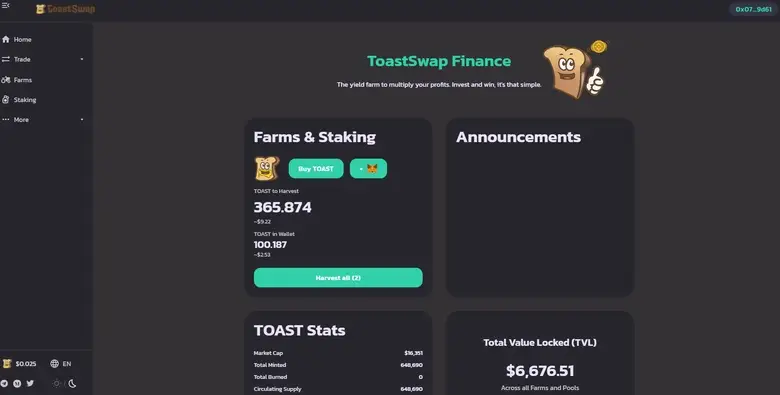 ToastSwap
0x07...9d61
Home
Trade
Farms
Staking
More
ToastSwap Finance
The yield farm to multiply your profits. Invest and win, it's that simple.
Farms & Staking
Buy TOAST
+
TOAST to Harvest
365.874
~$9.22
TOAST in Wallet
100.187
~$2.53
Harvest all (2)
Announcements
TOAST Stats
Market Cap $16,351
Total Minted 648,690
Total Burned 0
Circulating Supply 648,690
Total Value Locked (TVL)
$6,676.51
Across all Farms and Pools
$0.025
EN